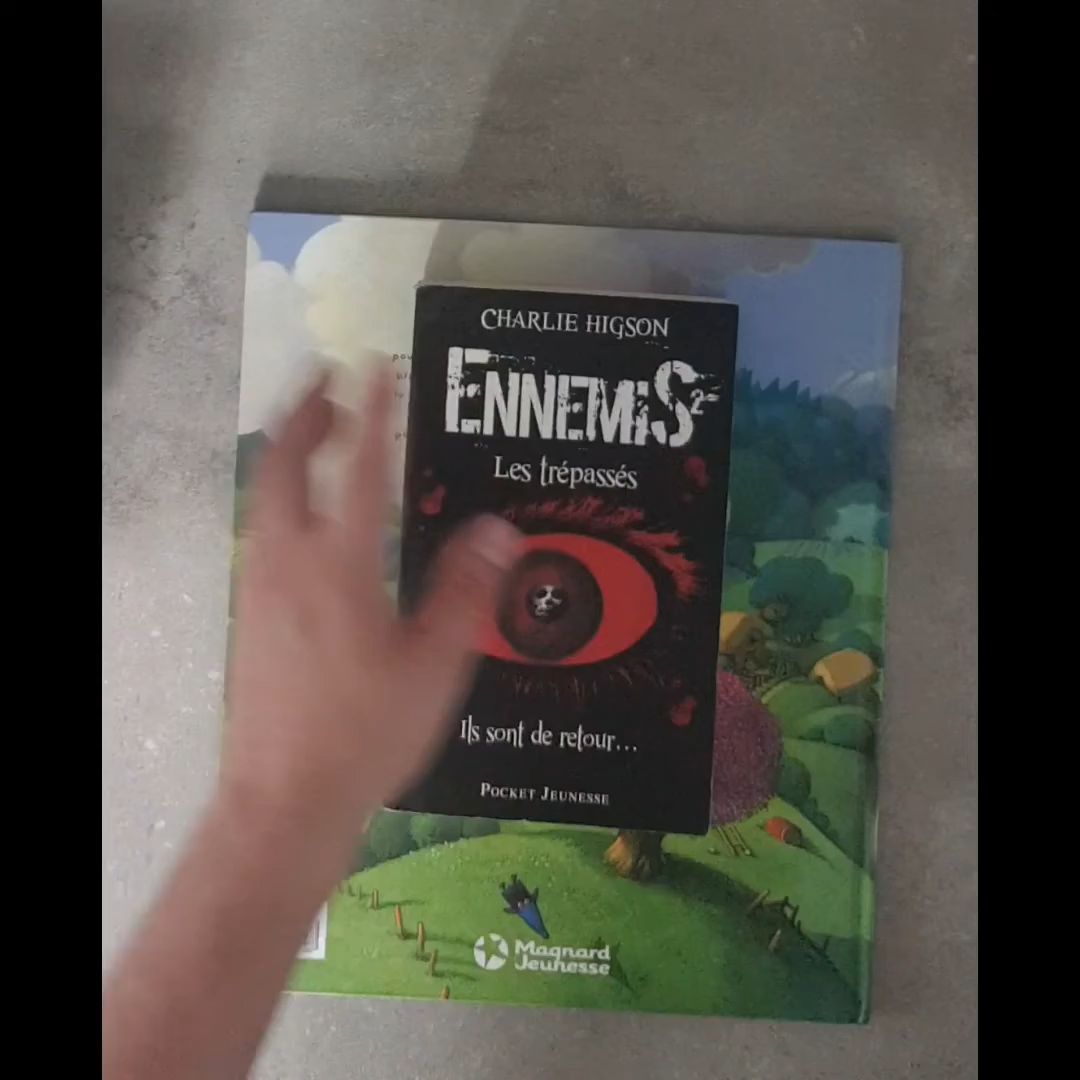 CHARLIE HIGSON
ENNEMIS 2
Les trépassés
Ils sont de retour...
POCKET JEUNESSE
Magnard
Jeunesse